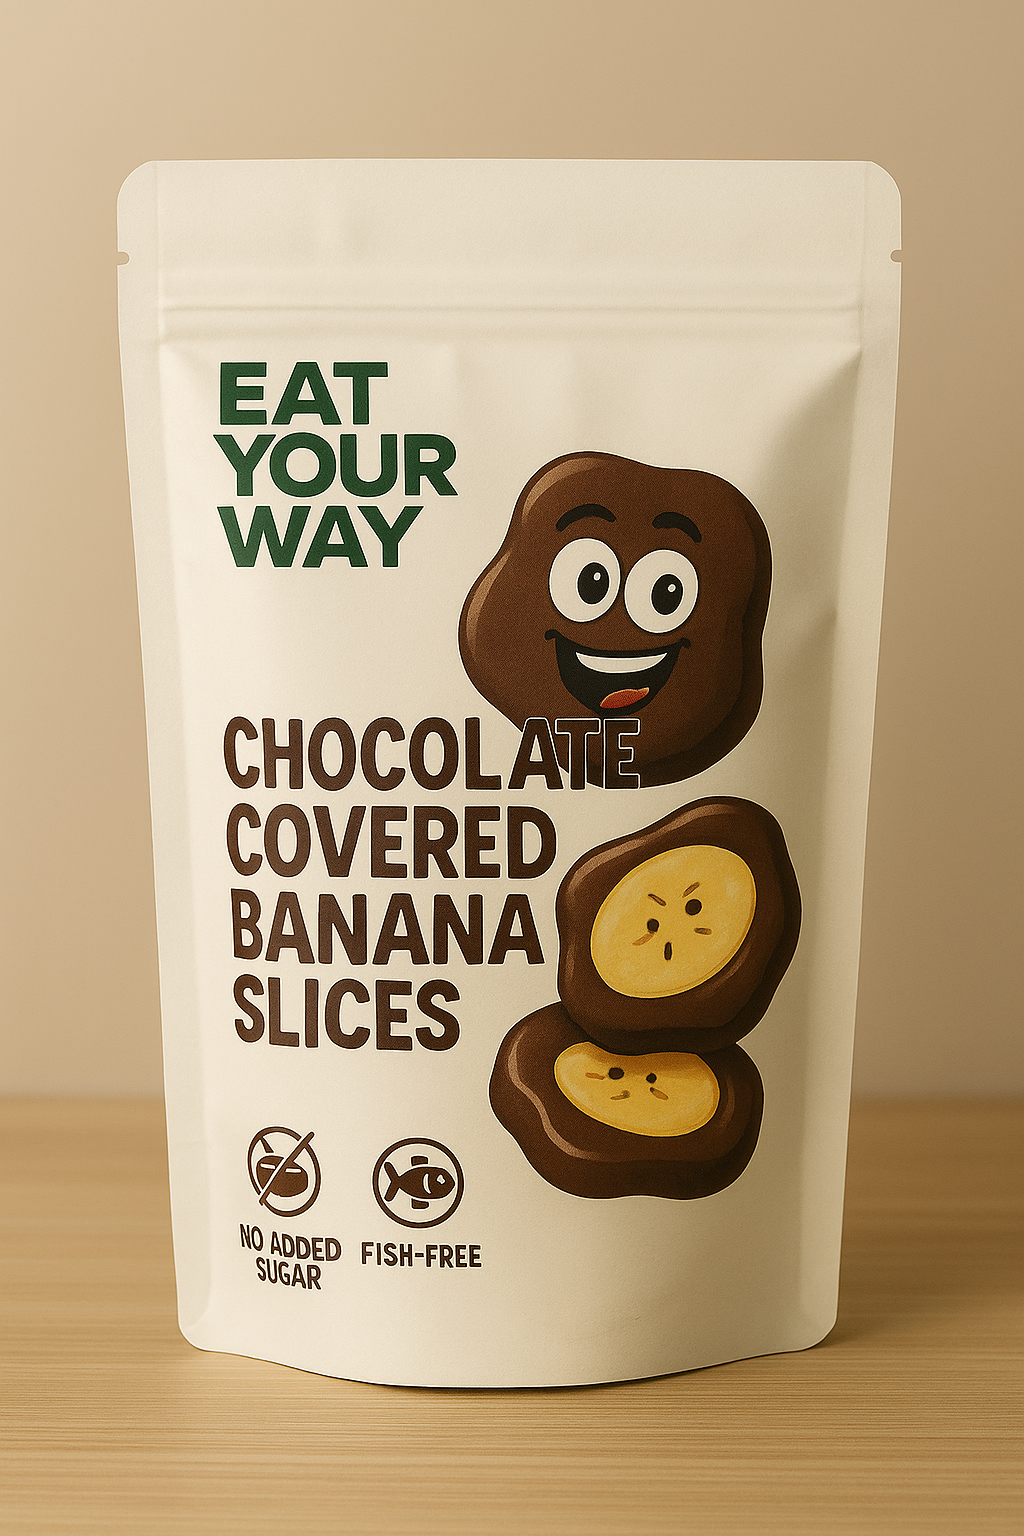 EAT
YOUR
WAY
CHOCOLATE
COVERED
BANANA
SLICES
NO ADDED
SUGAR
FISH-FREE